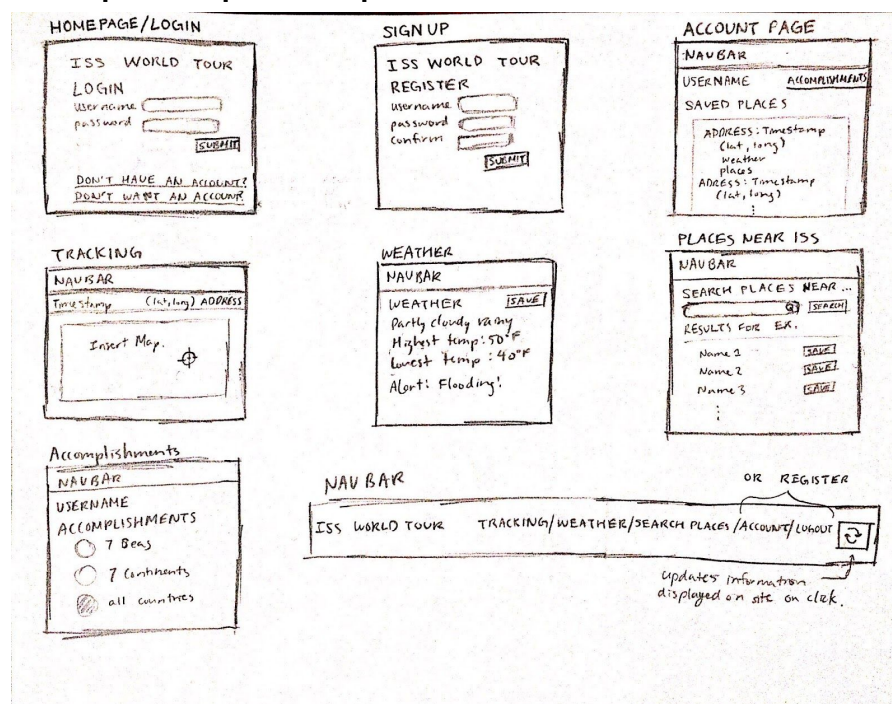 HOMEPAGE/LOGIN
ISS WORLD TOUR
LOGIN
username
password
SUBMIT
DON'T HAVE AN ACCOUNT?
DON'T WANT AN ACCOUNT?
SIGN UP
ISS WORLD TOUR
REGISTER
username
password
confirm
SUBMIT
ACCOUNT PAGE
NAVBAR
USERNAME ACCOMPLISHMENTS
SAVED PLACES
ADDRESS: Timestamp
(lat, long)
weather
places
ADRESS: Timestamp
(lat, long)
⋮
TRACKING
NAVBAR
Timestamp (lat, long) ADDRESS
Insert Map.
WEATHER
NAVBAR
WEATHER SAVE
Partly cloudy rainy
Highest temp: 50°F
Lowest temp: 40°F
Alert! Flooding!
PLACES NEAR ISS
NAVBAR
SEARCH PLACES NEAR ...
SEARCH
RESULTS FOR EX.
Name 1 SAVE
Name 2 SAVE
Name 3 SAVE
⋮
Accomplishments
NAVBAR
USERNAME
ACCOMPLISHMENTS
7 Seas
7 Continents
all countries
NAV BAR
OR REGISTER
ISS WORLD TOUR TRACKING/WEATHER/SEARCH PLACES/ACCOUNT/LOGOUT
updates information
displayed on site on click.